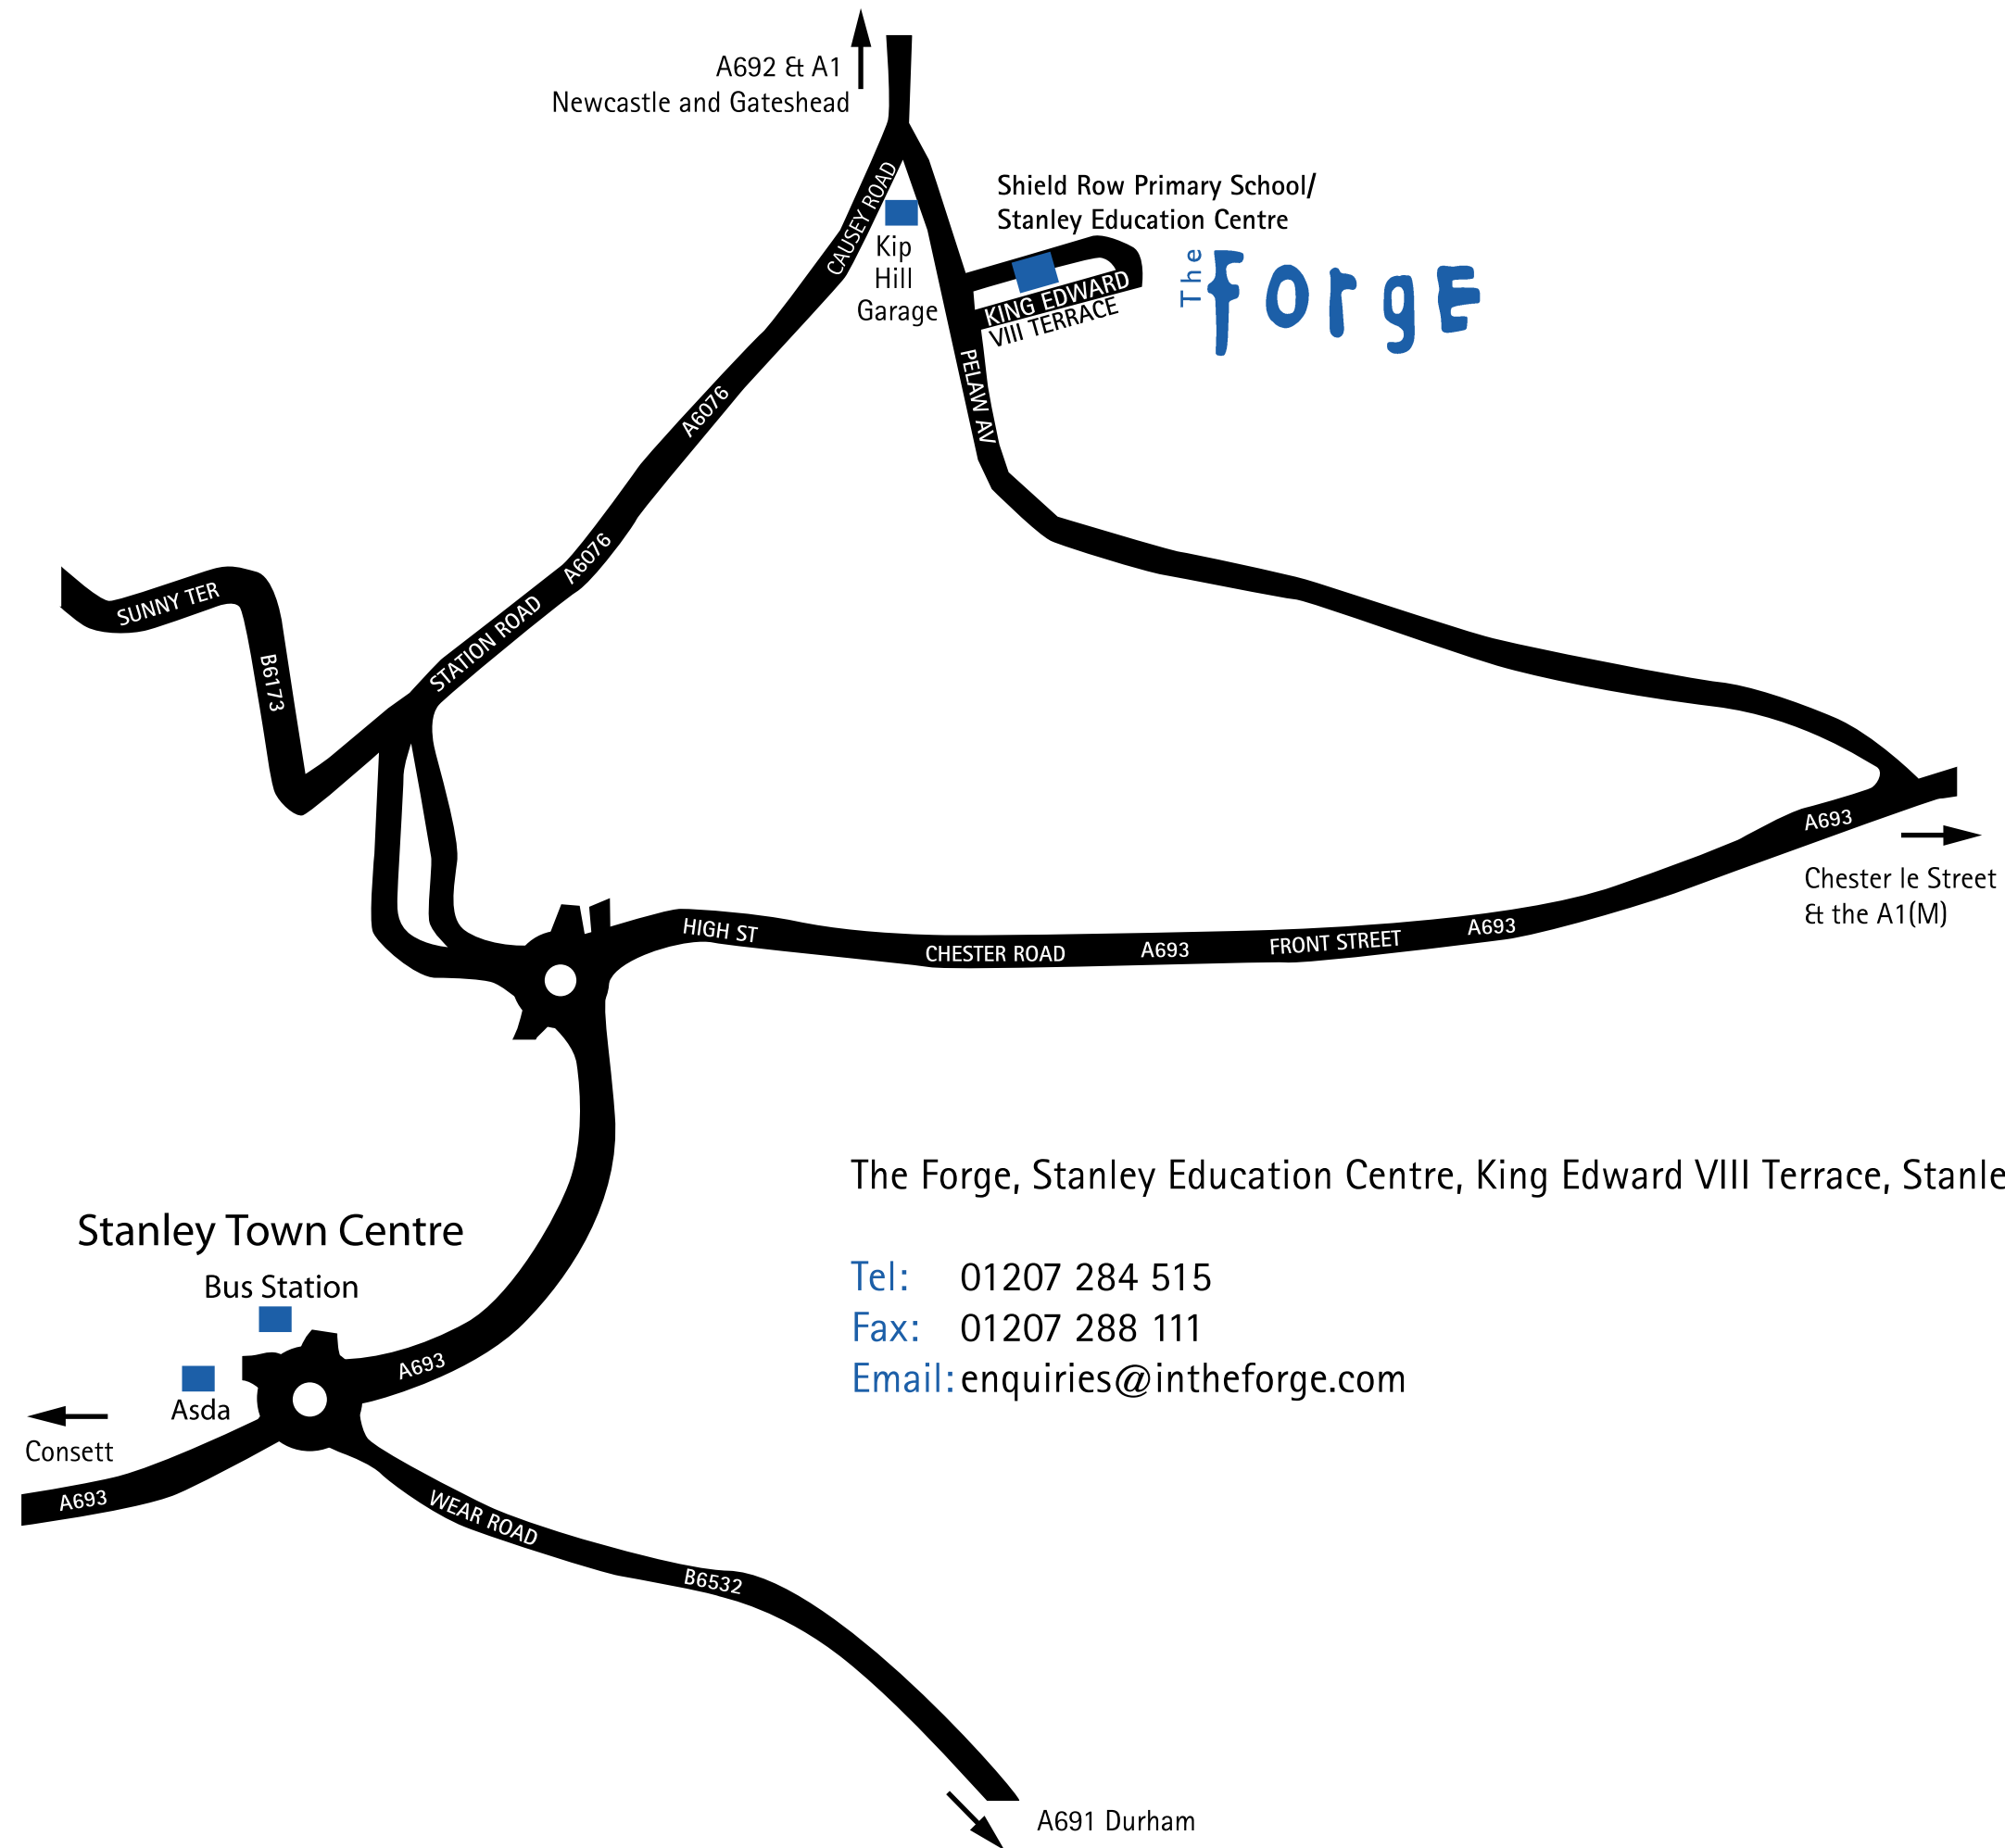 A692 & A1
Newcastle and Gateshead
CAUSEY ROAD
Kip
Hill
Garage
Shield Row Primary School/
Stanley Education Centre
The Forge
KING EDWARD
VIII TERRACE
PELAW AV
A6076
A6076
STATION ROAD
SUNNY TER
B6173
A693
Chester le Street
& the A1(M)
HIGH ST
CHESTER ROAD
A693
FRONT STREET
A693
The Forge, Stanley Education Centre, King Edward VIII Terrace, Stanle
Tel: 01207 284 515
Fax: 01207 288 111
Email: enquiries@intheforge.com
Stanley Town Centre
Bus Station
Asda
A693
Consett
A693
WEAR ROAD
B6532
A691 Durham